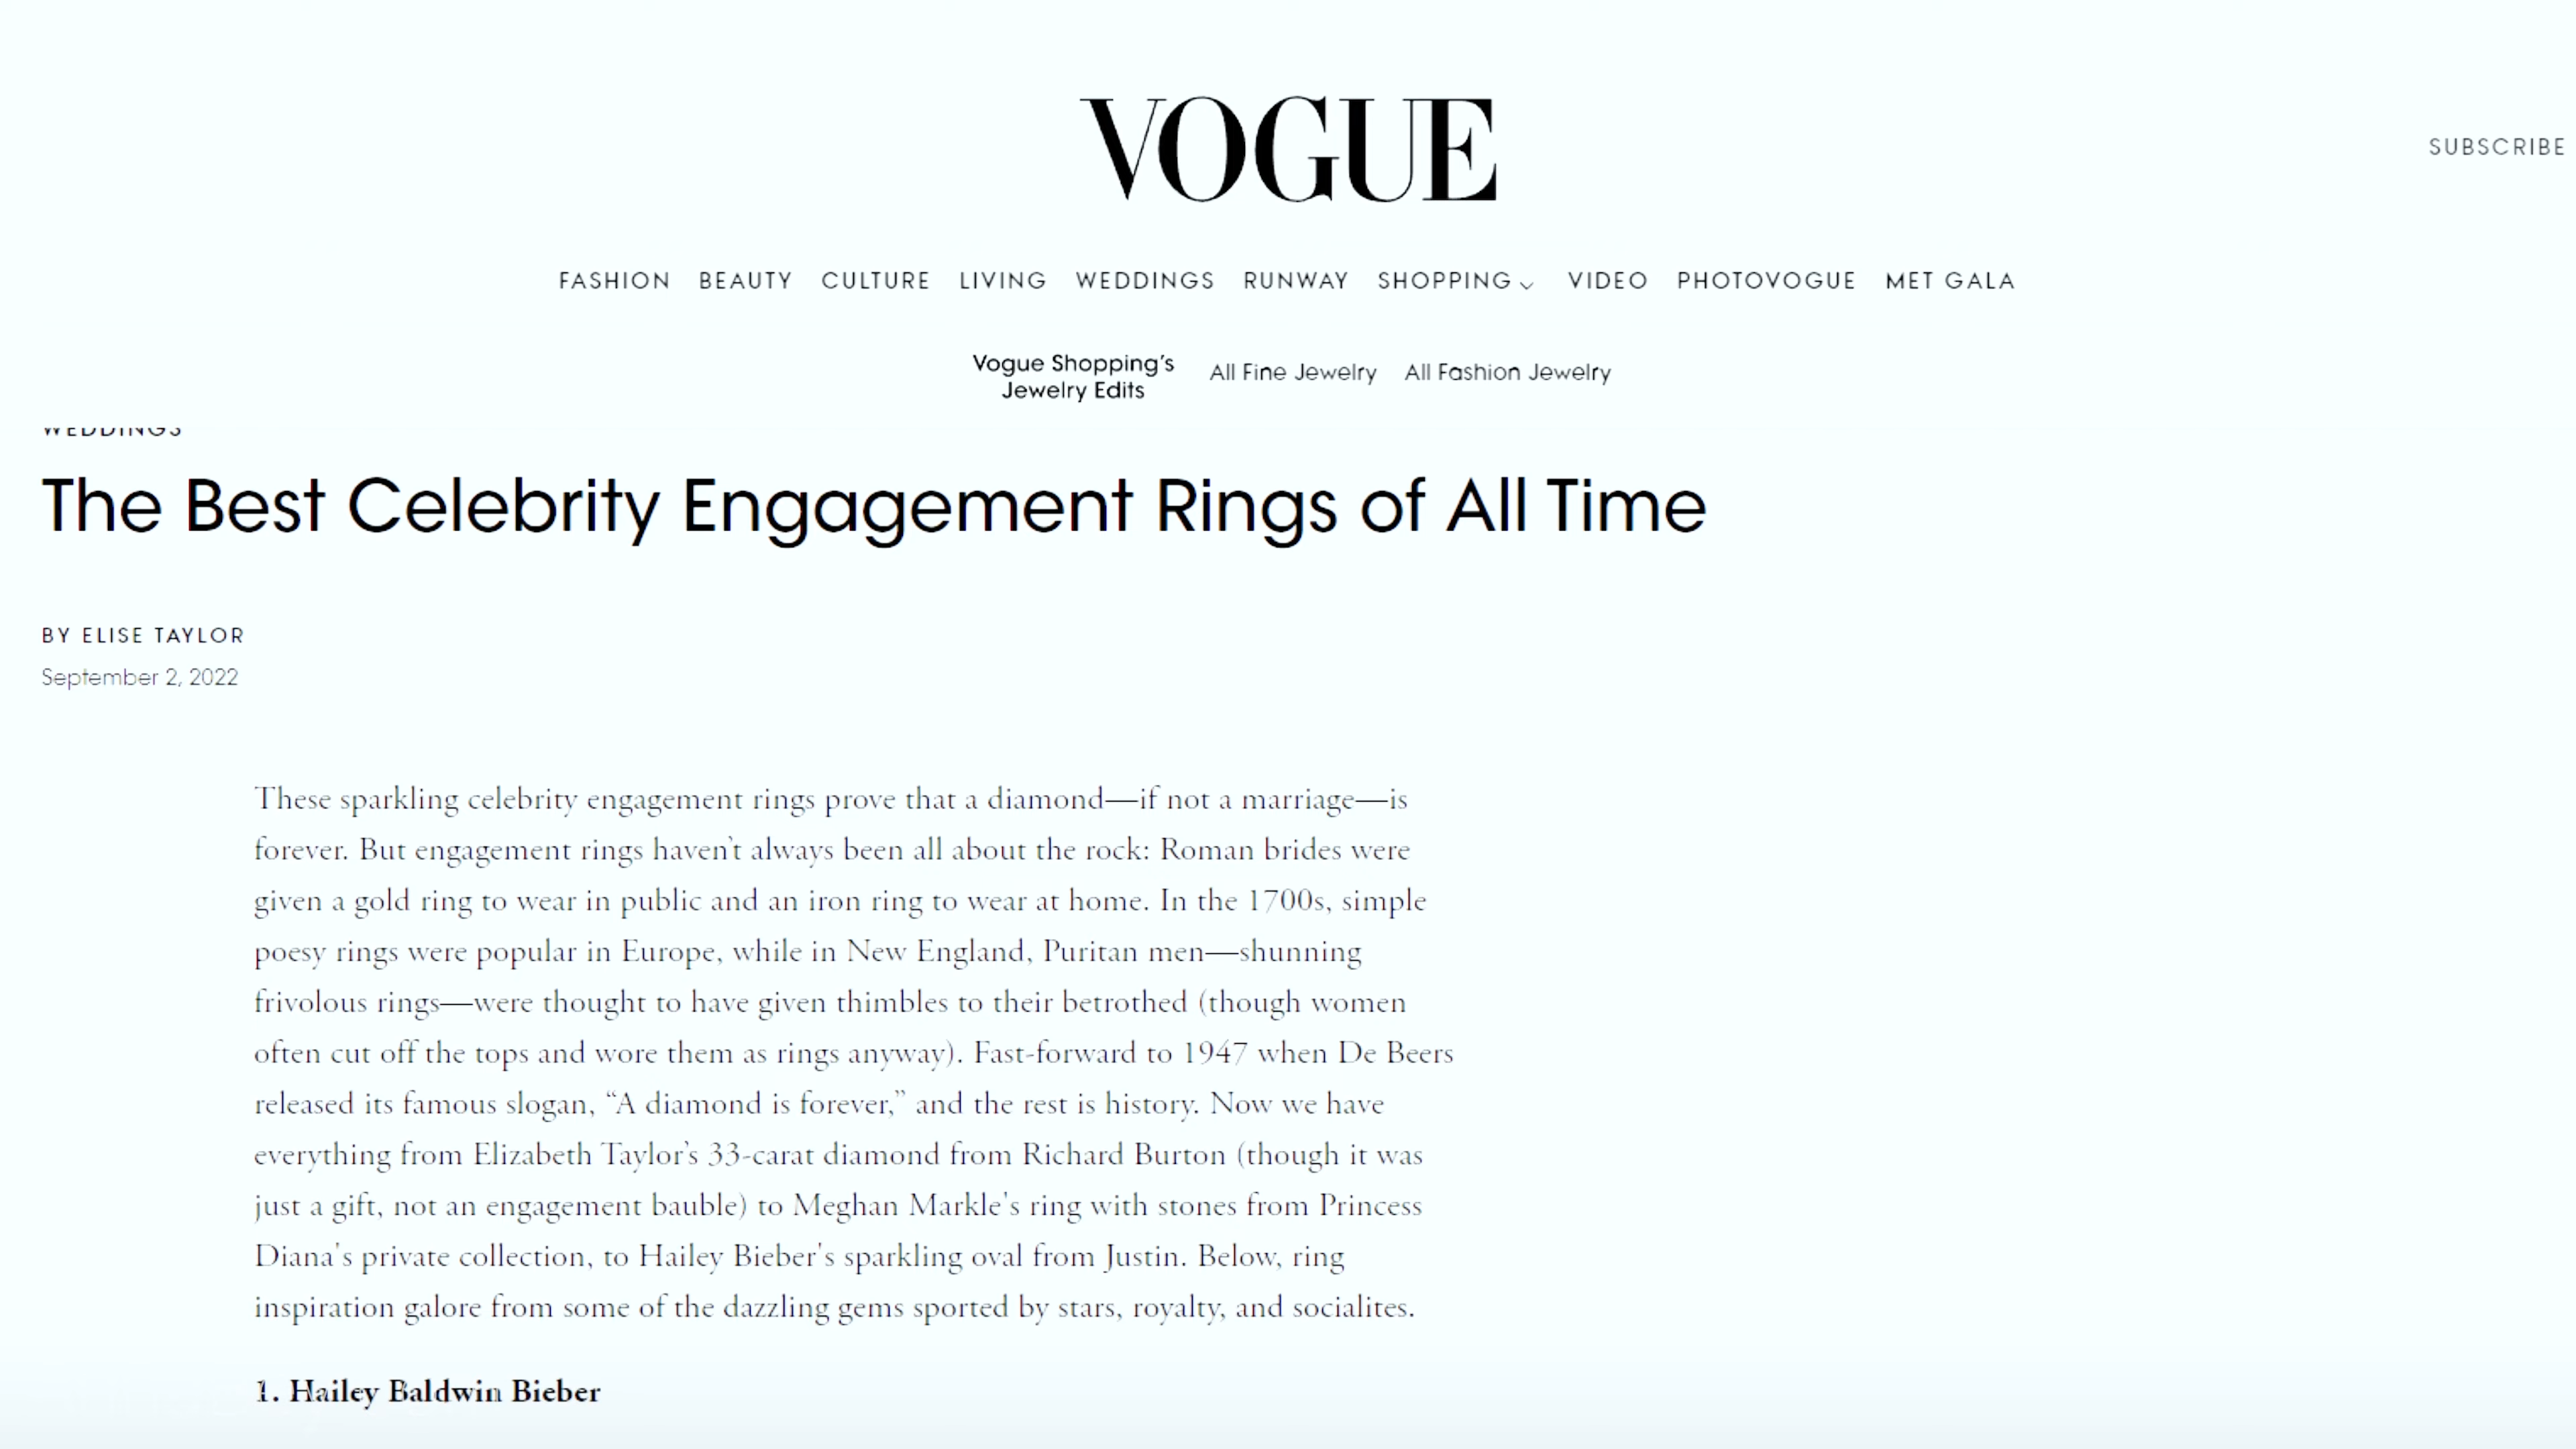 VOGUE
SUBSCRIBE
FASHION BEAUTY CULTURE LIVING WEDDINGS RUNWAY SHOPPING VIDEO PHOTOVOGUE MET GALA
Vogue Shopping's
Jewelry Edits
All Fine Jewelry All Fashion Jewelry
WEDDINGS
The Best Celebrity Engagement Rings of All Time
BY ELISE TAYLOR
September 2, 2022
These sparkling celebrity engagement rings prove that a diamond—if not a marriage—is
forever. But engagement rings haven't always been all about the rock: Roman brides were
given a gold ring to wear in public and an iron ring to wear at home. In the 1700s, simple
poesy rings were popular in Europe, while in New England, Puritan men—shunning
frivolous rings—were thought to have given thimbles to their betrothed (though women
often cut off the tops and wore them as rings anyway). Fast-forward to 1947 when De Beers
released its famous slogan, “A diamond is forever,” and the rest is history. Now we have
everything from Elizabeth Taylor's 33-carat diamond from Richard Burton (though it was
just a gift, not an engagement bauble) to Meghan Markle's ring with stones from Princess
Diana's private collection, to Hailey Bieber's sparkling oval from Justin. Below, ring
inspiration galore from some of the dazzling gems sported by stars, royalty, and socialites.
1. Hailey Baldwin Bieber